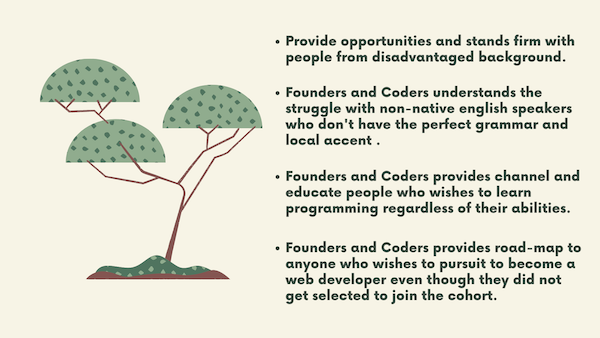 • Provide opportunities and stands firm with
people from disadvantaged background.
• Founders and Coders understands the
struggle with non-native english speakers
who don't have the perfect grammar and
local accent .
• Founders and Coders provides channel and
educate people who wishes to learn
programming regardless of their abilities.
• Founders and Coders provides road-map to
anyone who wishes to pursuit to become a
web developer even though they did not
get selected to join the cohort.